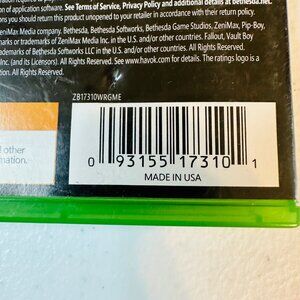 of application software. See Terms of Service, Privacy Policy and additional details at bethesda.net.
should return this product unopened to your retailer in accordance with their return policy.
ZeniMax Media company. Bethesda, Bethesda Softworks, Bethesda Game Studios, ZeniMax, Pip-Boy,
marks or trademarks of ZeniMax Media Inc. in the U.S. and/or other countries. Fallout, Vault Boy
marks or trademarks of Bethesda Softworks LLC in the U.S. and/or other countries. All Rights Reserved.
Inc. (and its Licensors). All Rights Reserved. See www.havok.com for details. The ratings logo is a
All Rights Reserved.
ZB17310WRGME
d other
mation.
0 93155 17310 1
MADE IN USA